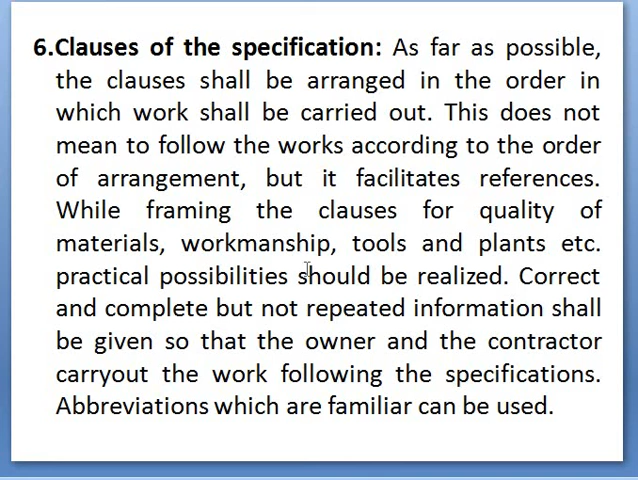 6.Clauses of the specification: As far as possible,
the clauses shall be arranged in the order in
which work shall be carried out. This does not
mean to follow the works according to the order
of arrangement, but it facilitates references.
While framing the clauses for quality of
materials, workmanship, tools and plants etc.
practical possibilities should be realized. Correct
and complete but not repeated information shall
be given so that the owner and the contractor
carryout the work following the specifications.
Abbreviations which are familiar can be used.